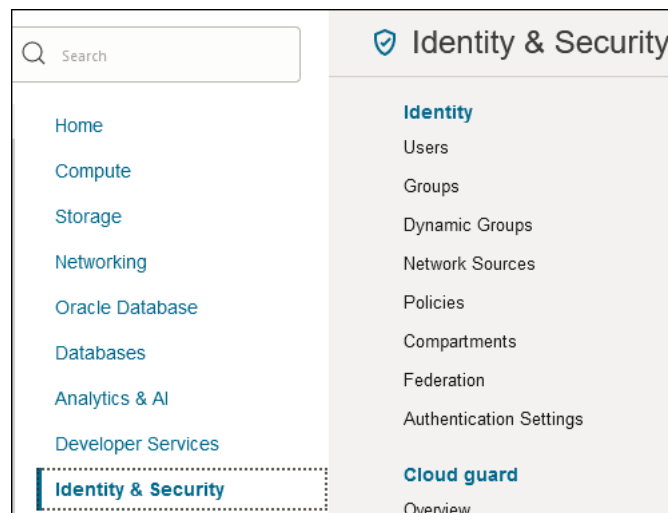 Search
Home
Compute
Storage
Networking
Oracle Database
Databases
Analytics & AI
Developer Services
Identity & Security
Identity & Security
Identity
Users
Groups
Dynamic Groups
Network Sources
Policies
Compartments
Federation
Authentication Settings
Cloud guard
Overview